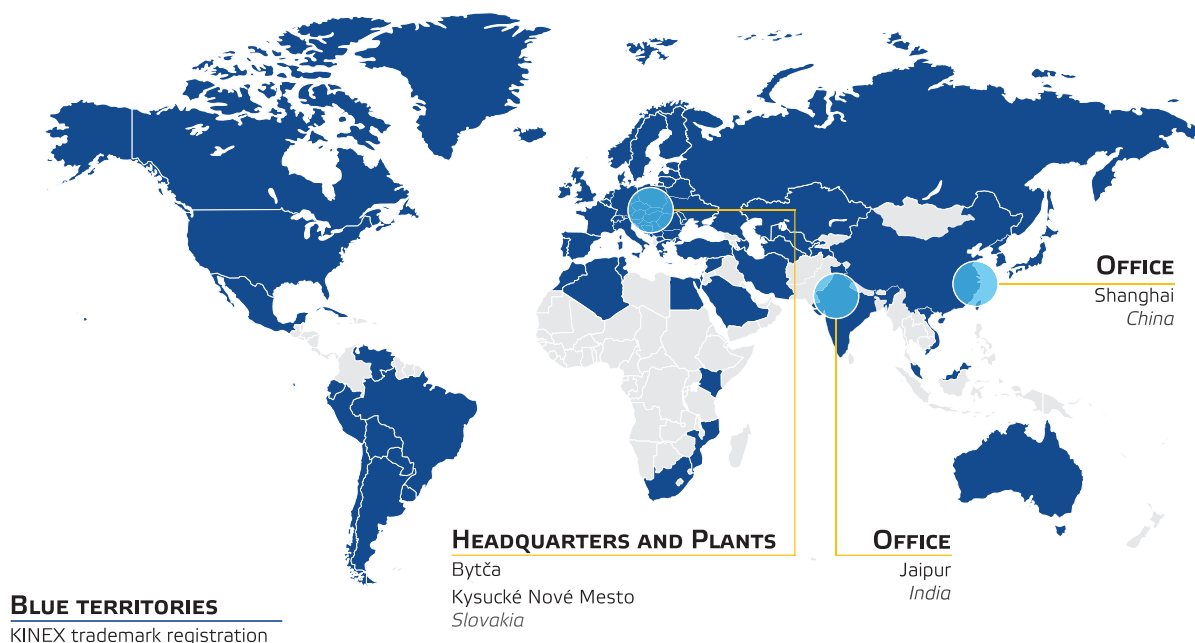 OFFICE
Shanghai
China
HEADQUARTERS AND PLANTS
Bytča
Kysucké Nové Mesto
Slovakia
OFFICE
Jaipur
India
BLUE TERRITORIES
KINEX trademark registration